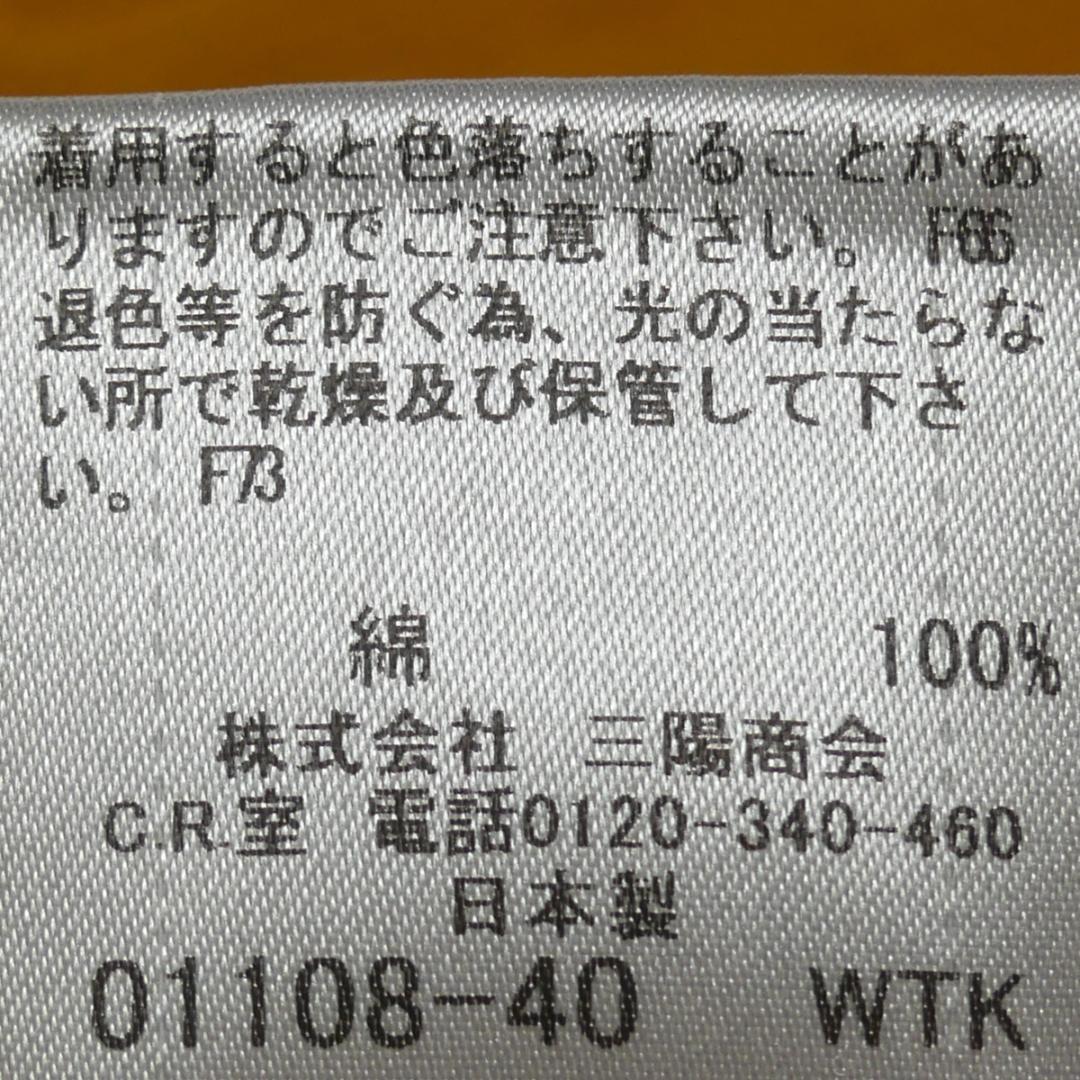 着用すると色落ちすることがあ
りますのでご注意下さい。 F66
退色等を防ぐ為、光の当たらな
い所で乾燥及び保管して下さ
い。 F73
綿 100%
株式会社 三陽商会
C.R.室 電話0120-340-460
日本製
01108-40 WTK